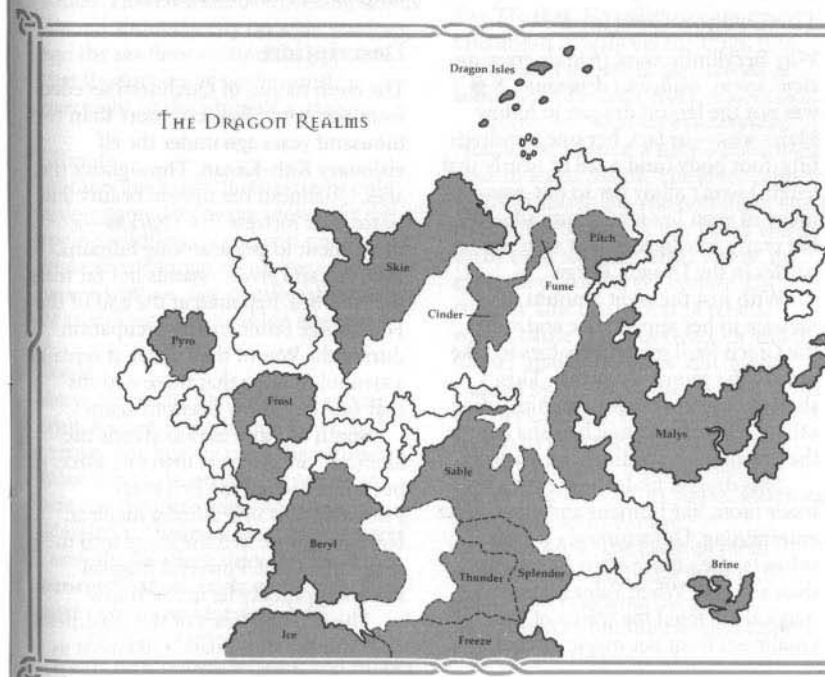 Dragon Isles
The Dragon Realms
Pitch
Skie
Fume
Cinder
Pyro
Frost
Malys
Sable
Beryl
Brine
Thunder
Splendor
Ice
Freeze